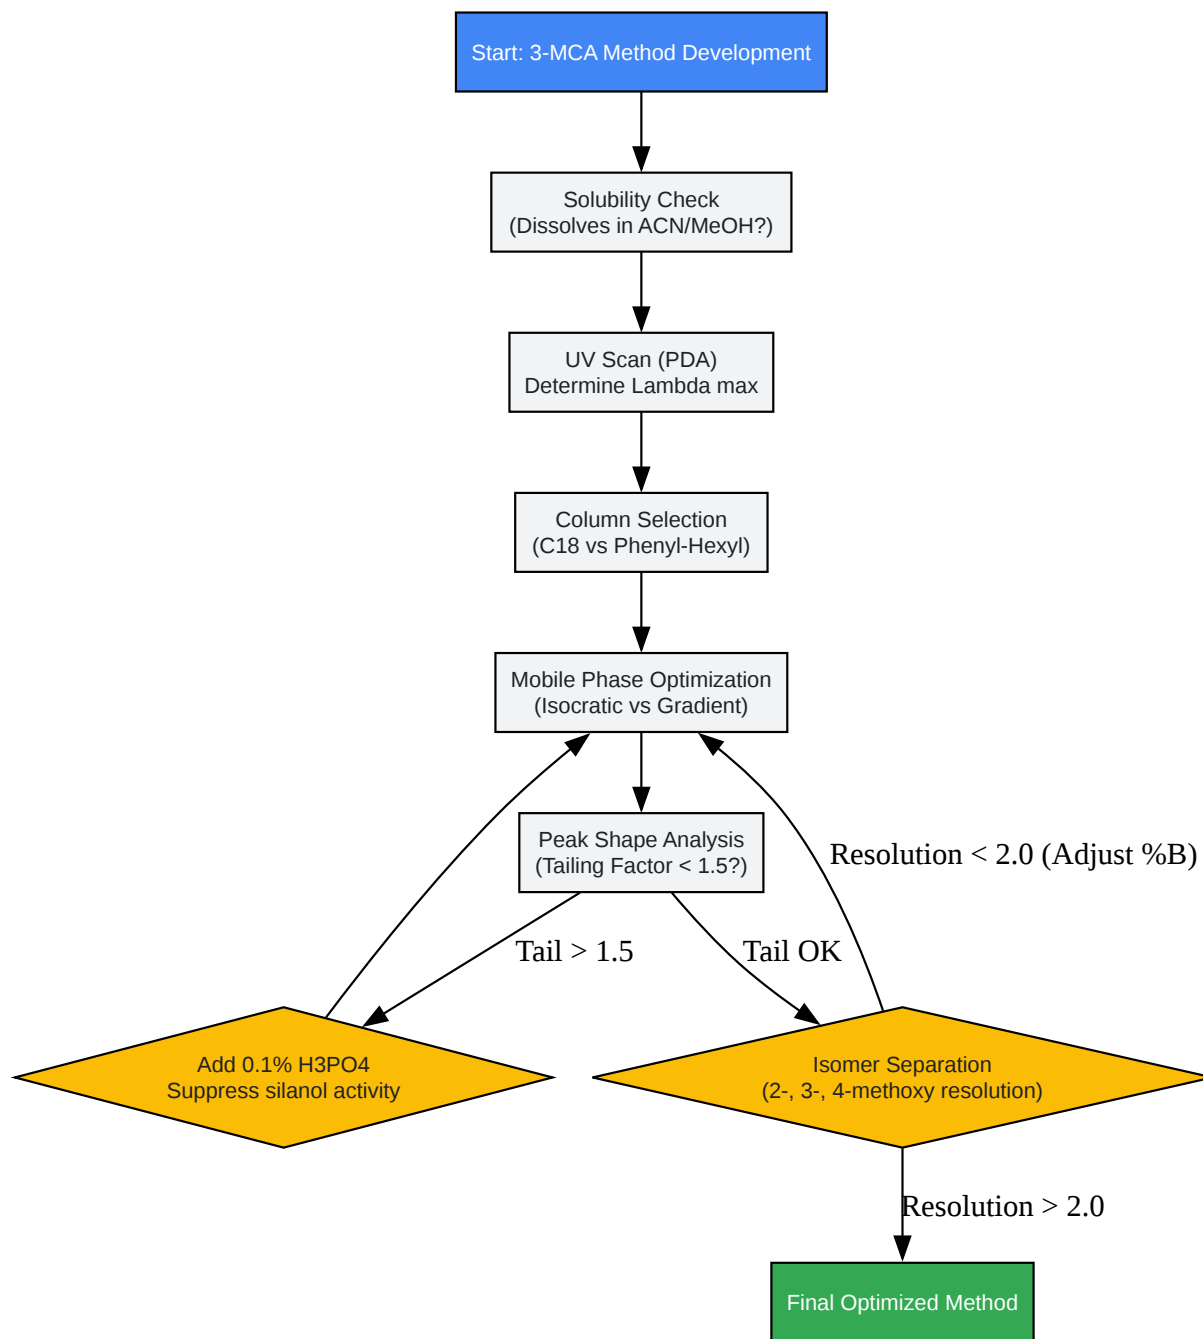 Start: 3-MCA Method Development
Solubility Check
(Dissolves in ACN/MeOH?)
UV Scan (PDA)
Determine Lambda max
Column Selection
(C18 vs Phenyl-Hexyl)
Mobile Phase Optimization
(Isocratic vs Gradient)
Peak Shape Analysis
(Tailing Factor < 1.5?)
Resolution < 2.0 (Adjust %B)
Tail > 1.5
Tail OK
Add 0.1% H3PO4
Suppress silanol activity
Isomer Separation
(2-, 3-, 4-methoxy resolution)
Resolution > 2.0
Final Optimized Method